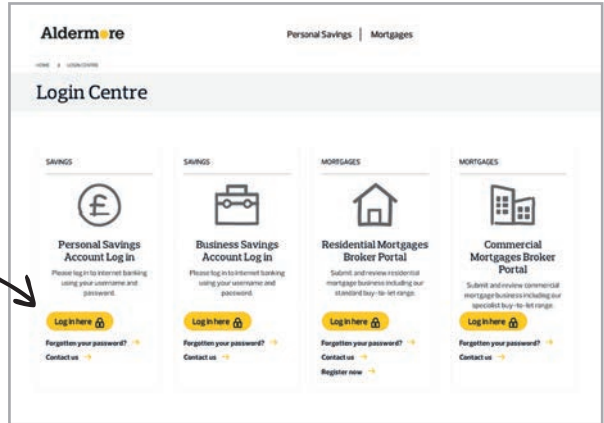 Aldermore
Personal Savings | Mortgages
HOME > LOGIN CENTRE
Login Centre
SAVINGS
Personal Savings
Account Log in
Please log in to internet banking
using your username and
password.
Log in here
Forgotten your password? →
Contact us →
SAVINGS
Business Savings
Account Log in
Please log in to internet banking
using your username and
password.
Log in here
Forgotten your password? →
Contact us →
MORTGAGES
Residential Mortgages
Broker Portal
Submit and review residential
mortgage business including our
standard buy-to-let range.
Log in here
Forgotten your password? →
Contact us →
Register now →
MORTGAGES
Commercial
Mortgages Broker
Portal
Submit and review commercial
mortgage business including our
specialist buy-to-let range.
Log in here
Forgotten your password? →
Contact us →